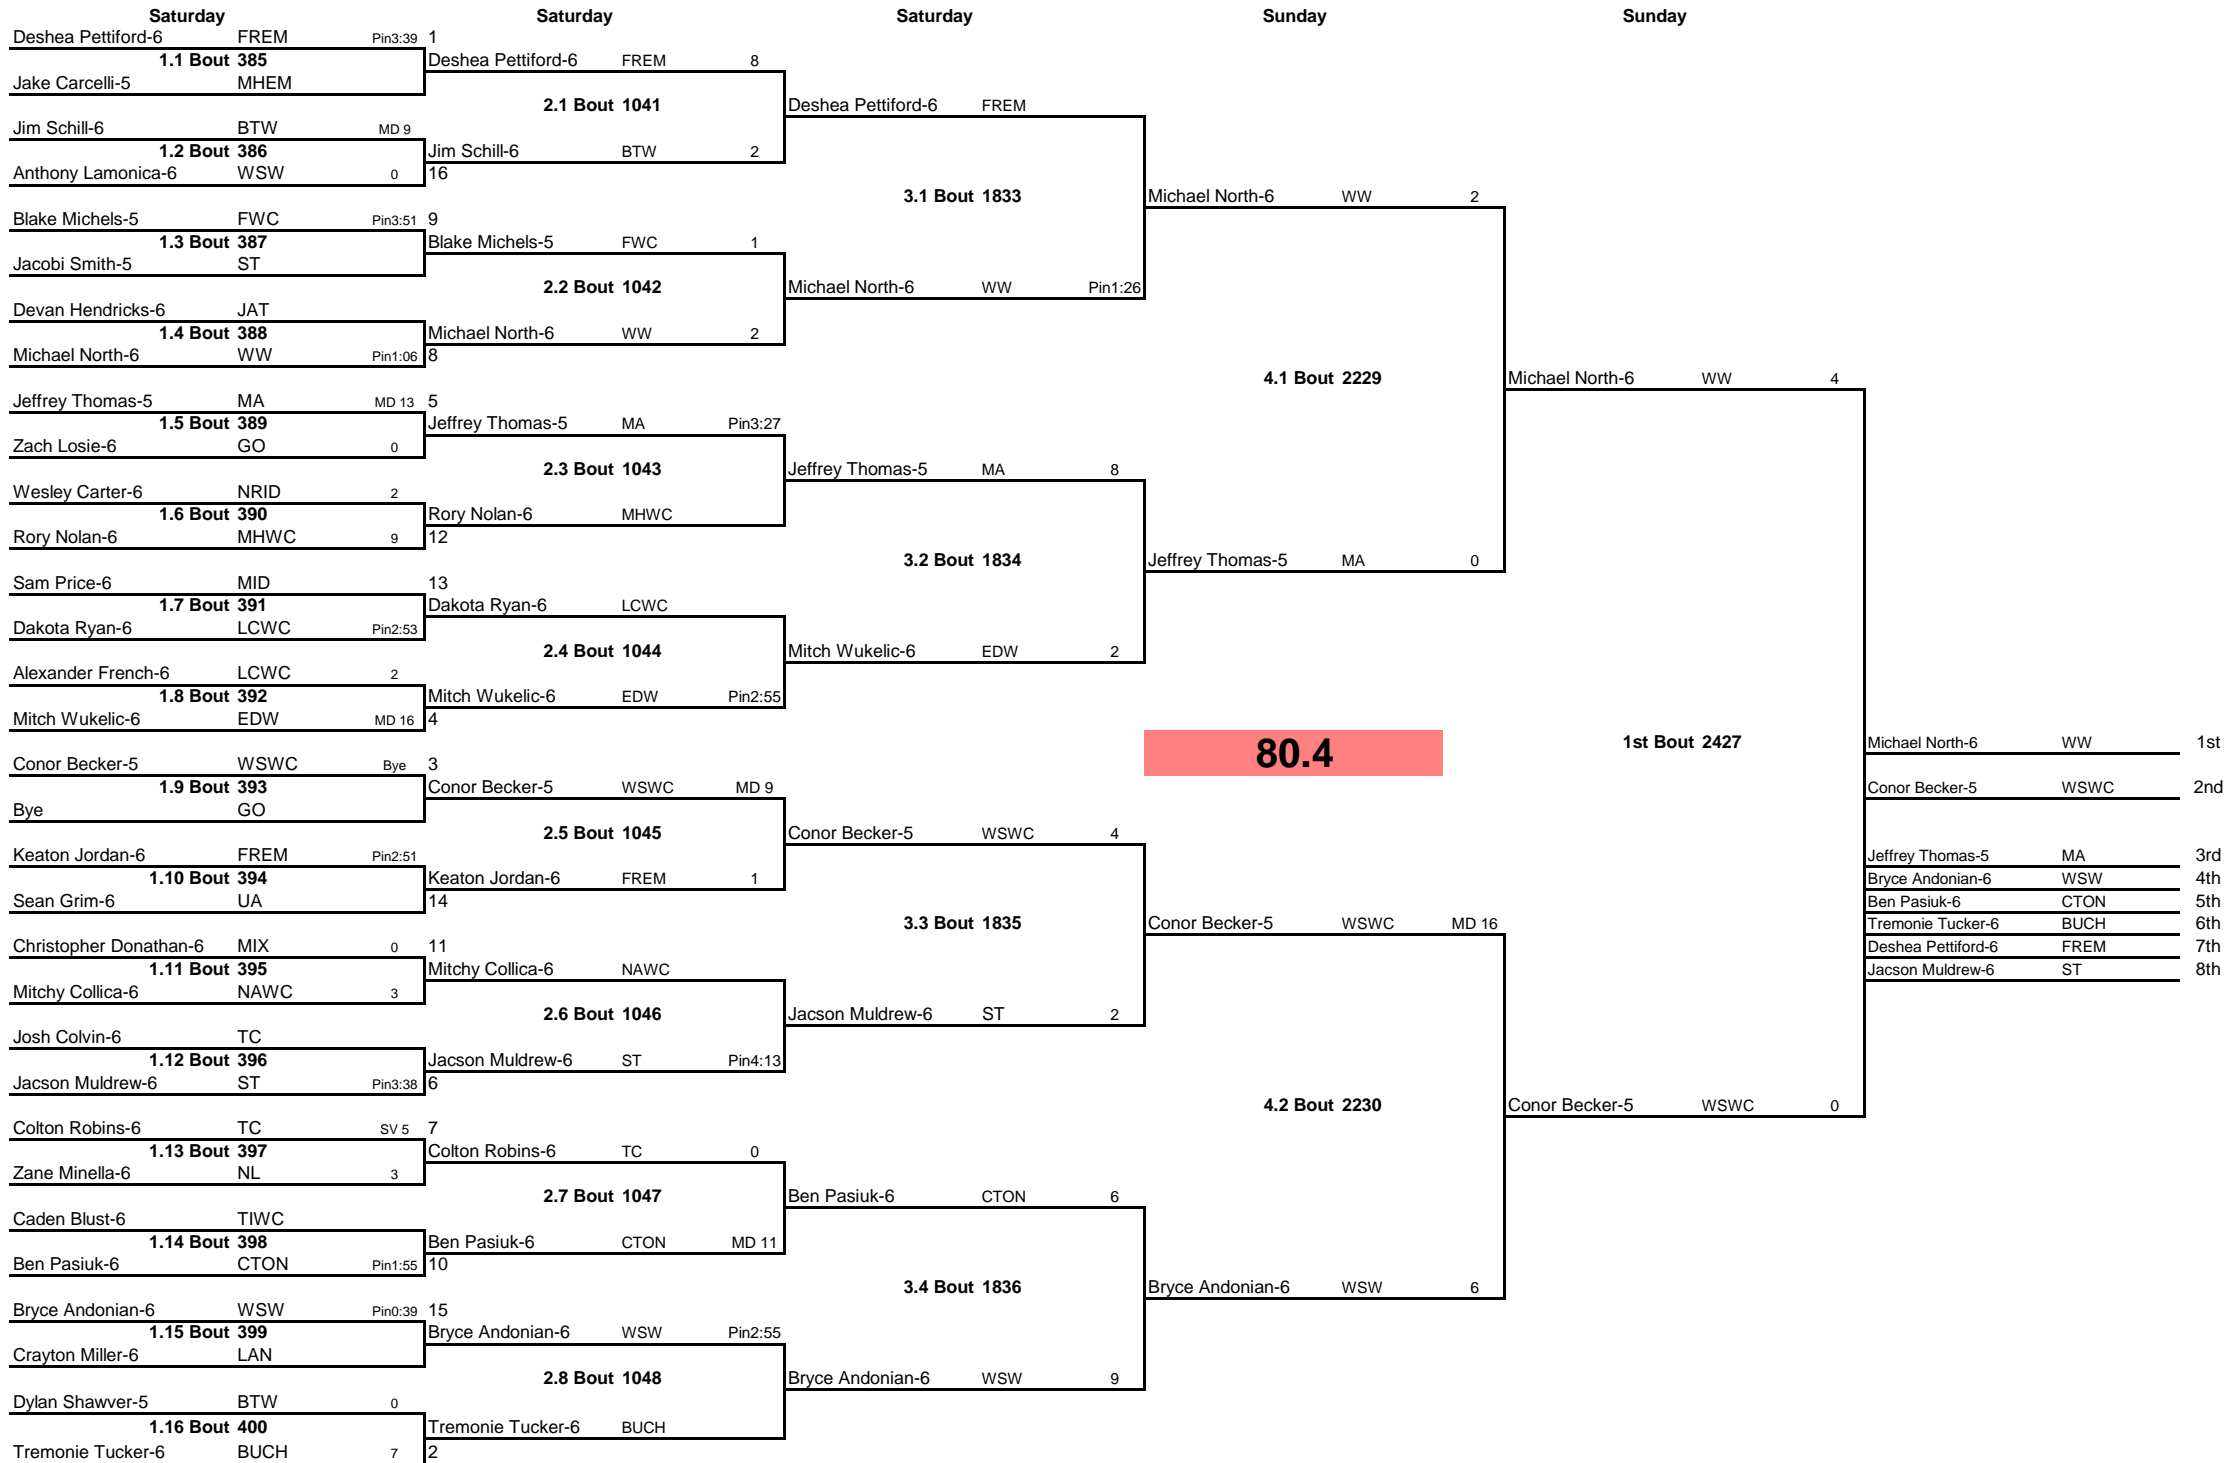 Saturday Saturday Saturday Sunday Sunday
Deshea Pettiford-6 FREM Pin3:39 1
1.1 Bout 385 Deshea Pettiford-6 FREM 8
Jake Carcelli-5 MHEM
2.1 Bout 1041 Deshea Pettiford-6 FREM
Jim Schill-6 BTW MD 9
1.2 Bout 386 Jim Schill-6 BTW 2
Anthony Lamonica-6 WSW 0 16
3.1 Bout 1833 Michael North-6 WW 2
Blake Michels-5 FWC Pin3:51 9
1.3 Bout 387 Blake Michels-5 FWC 1
Jacobi Smith-5 ST
2.2 Bout 1042 Michael North-6 WW Pin1:26
Devan Hendricks-6 JAT
1.4 Bout 388 Michael North-6 WW 2
Michael North-6 WW Pin1:06 8
4.1 Bout 2229 Michael North-6 WW 4
Jeffrey Thomas-5 MA MD 13 5
1.5 Bout 389 Jeffrey Thomas-5 MA Pin3:27
Zach Losie-6 GO 0
2.3 Bout 1043 Jeffrey Thomas-5 MA 8
Wesley Carter-6 NRID 2
1.6 Bout 390 Rory Nolan-6 MHWC
Rory Nolan-6 MHWC 9 12
3.2 Bout 1834 Jeffrey Thomas-5 MA 0
Sam Price-6 MID 13
1.7 Bout 391 Dakota Ryan-6 LCWC
Dakota Ryan-6 LCWC Pin2:53
2.4 Bout 1044 Mitch Wukelic-6 EDW 2
Alexander French-6 LCWC 2
1.8 Bout 392 Mitch Wukelic-6 EDW Pin2:55
Mitch Wukelic-6 EDW MD 16 4
80.4 1st Bout 2427 Michael North-6 WW 1st
Conor Becker-5 WSWC Bye 3
1.9 Bout 393 Conor Becker-5 WSWC MD 9 Conor Becker-5 WSWC 2nd
Bye GO
2.5 Bout 1045 Conor Becker-5 WSWC 4
Keaton Jordan-6 FREM Pin2:51 Jeffrey Thomas-5 MA 3rd
1.10 Bout 394 Keaton Jordan-6 FREM 1 Bryce Andonian-6 WSW 4th
Sean Grim-6 UA 14 Ben Pasiuk-6 CTON 5th
3.3 Bout 1835 Conor Becker-5 WSWC MD 16 Tremonie Tucker-6 BUCH 6th
Christopher Donathan-6 MIX 0 11 Deshea Pettiford-6 FREM 7th
1.11 Bout 395 Mitchy Collica-6 NAWC Jacson Muldrew-6 ST 8th
Mitchy Collica-6 NAWC 3
2.6 Bout 1046 Jacson Muldrew-6 ST 2
Josh Colvin-6 TC
1.12 Bout 396 Jacson Muldrew-6 ST Pin4:13
Jacson Muldrew-6 ST Pin3:38 6
4.2 Bout 2230 Conor Becker-5 WSWC 0
Colton Robins-6 TC SV 5 7
1.13 Bout 397 Colton Robins-6 TC 0
Zane Minella-6 NL 3
2.7 Bout 1047 Ben Pasiuk-6 CTON 6
Caden Blust-6 TIWC
1.14 Bout 398 Ben Pasiuk-6 CTON MD 11
Ben Pasiuk-6 CTON Pin1:55 10
3.4 Bout 1836 Bryce Andonian-6 WSW 6
Bryce Andonian-6 WSW Pin0:39 15
1.15 Bout 399 Bryce Andonian-6 WSW Pin2:55
Crayton Miller-6 LAN
2.8 Bout 1048 Bryce Andonian-6 WSW 9
Dylan Shawver-5 BTW 0
1.16 Bout 400 Tremonie Tucker-6 BUCH
Tremonie Tucker-6 BUCH 7 2